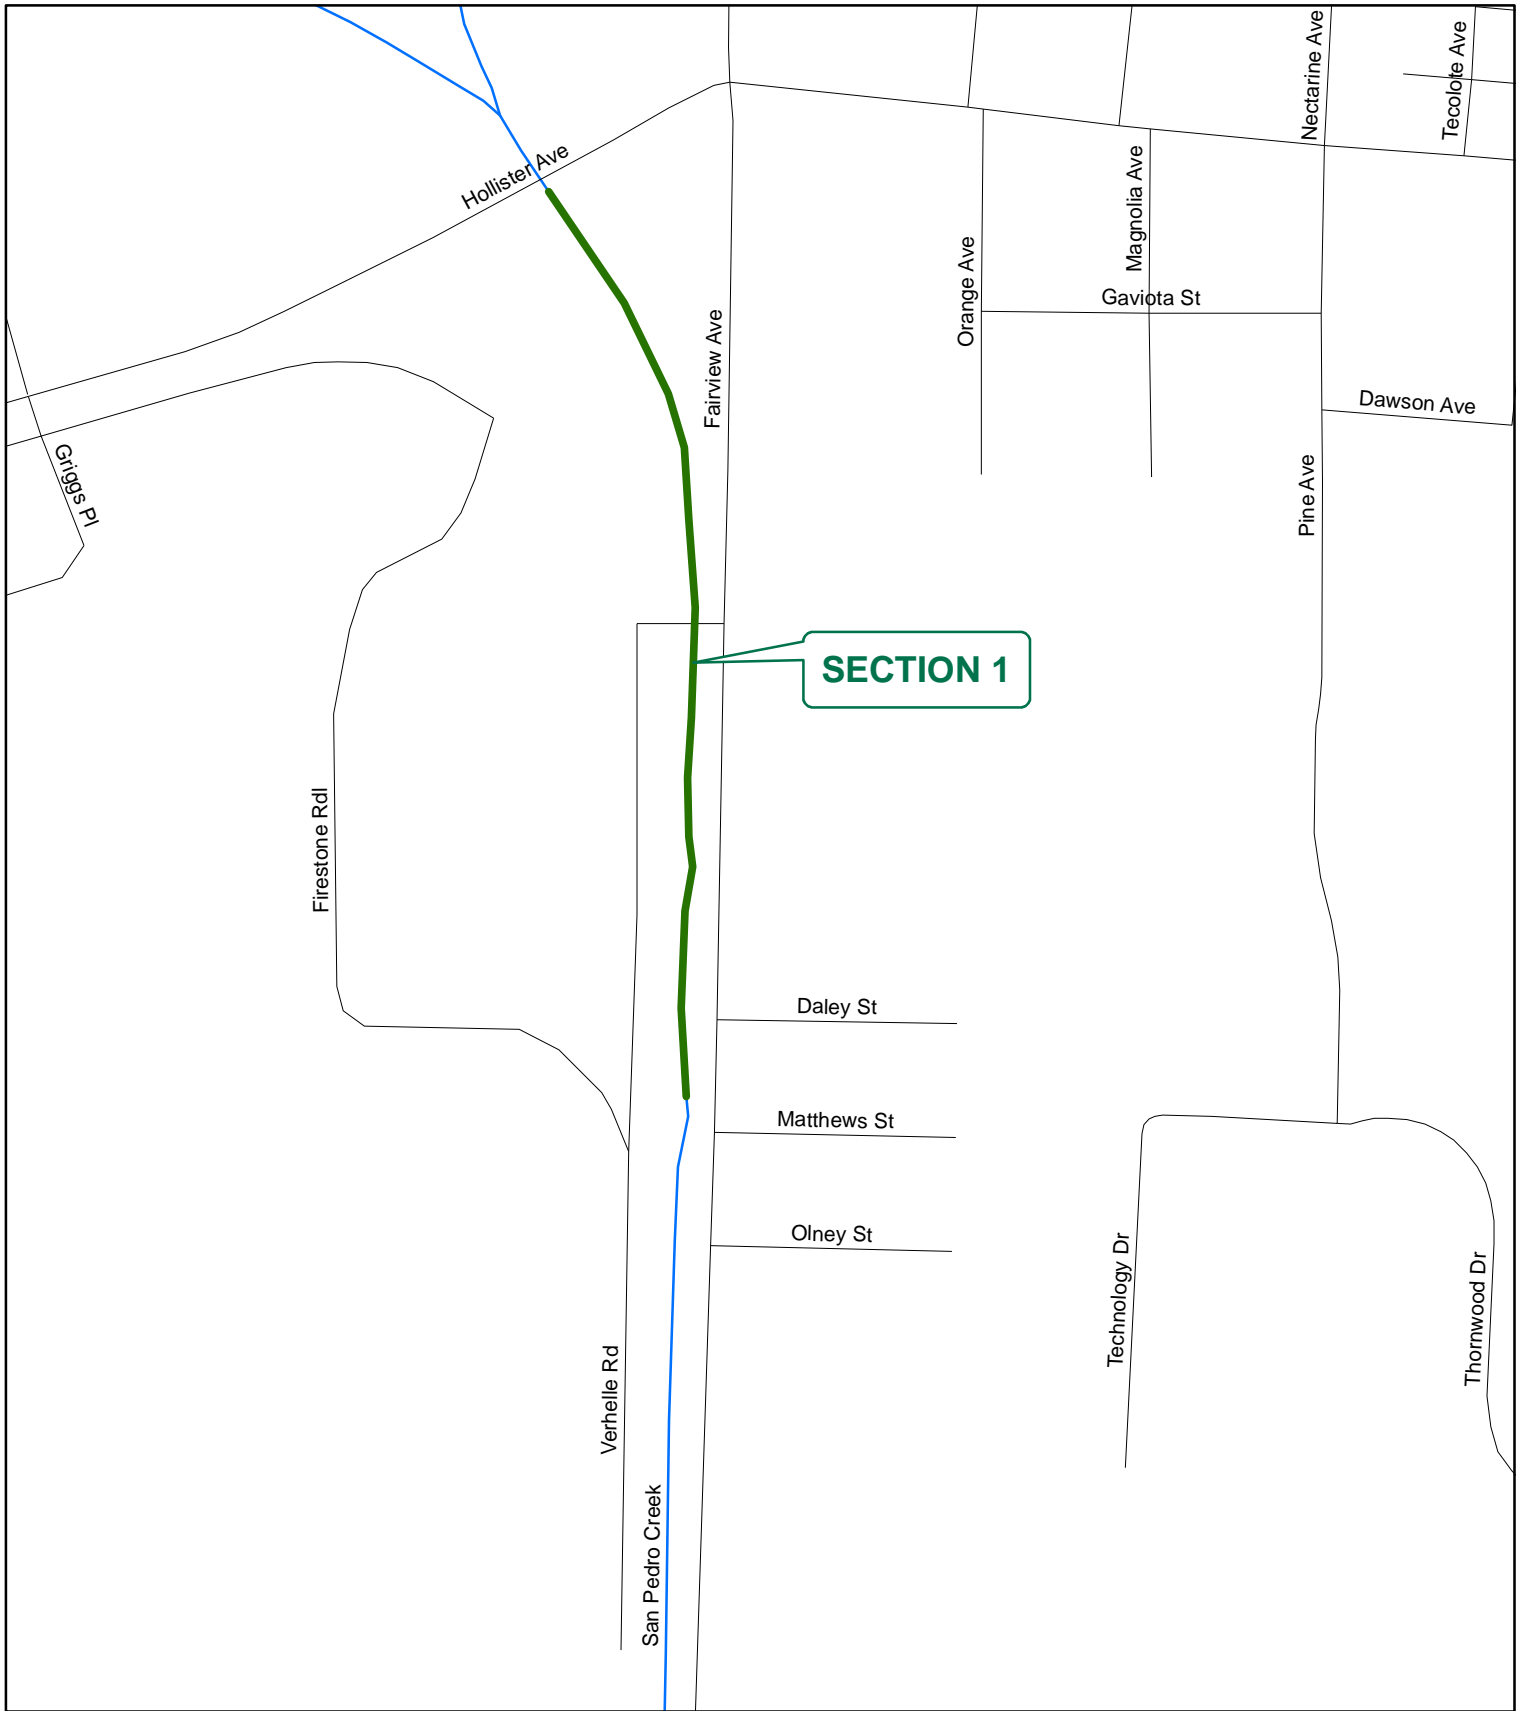 Nectarine Ave
Tecolote Ave
Hollister Ave
Magnolia Ave
Orange Ave
Gaviota St
Fairview Ave
Dawson Ave
Griggs Pl
Pine Ave
SECTION 1
Firestone Rdl
Daley St
Matthews St
Olney St
Technology Dr
Thornwood Dr
Verhelle Rd
San Pedro Creek